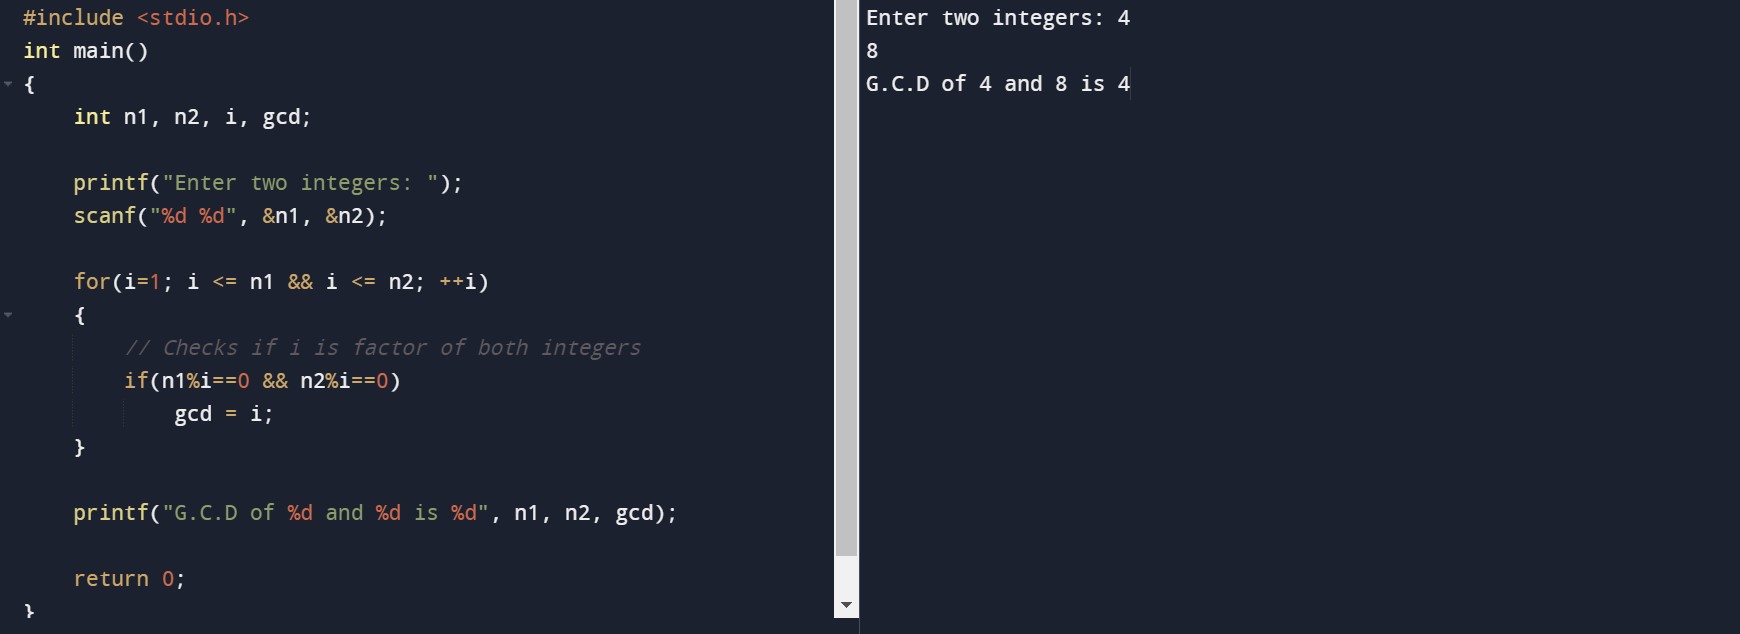 #include <stdio.h>
int main()
{
    int n1, n2, i, gcd;
    printf("Enter two integers: ");
    scanf("%d %d", &n1, &n2);
    for(i=1; i <= n1 && i <= n2; ++i)
    {
        // Checks if i is factor of both integers
        if(n1%i==0 && n2%i==0)
            gcd = i;
    }
    printf("G.C.D of %d and %d is %d", n1, n2, gcd);
    return 0;
}
Enter two integers: 4
8
G.C.D of 4 and 8 is 4